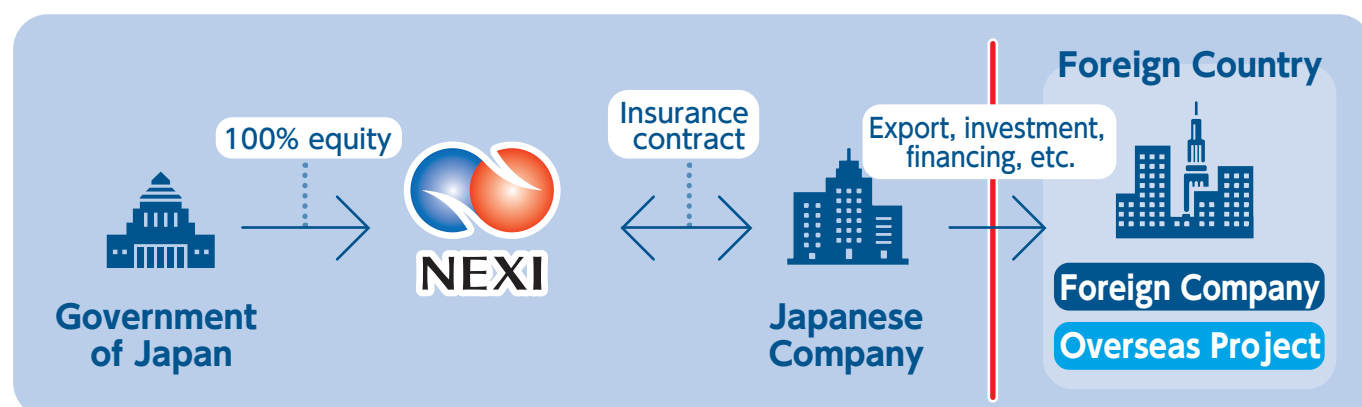 Foreign Country
100% equity
Insurance
contract
Export, investment,
financing, etc.
NEXI
Government
of Japan
Japanese
Company
Foreign Company
Overseas Project